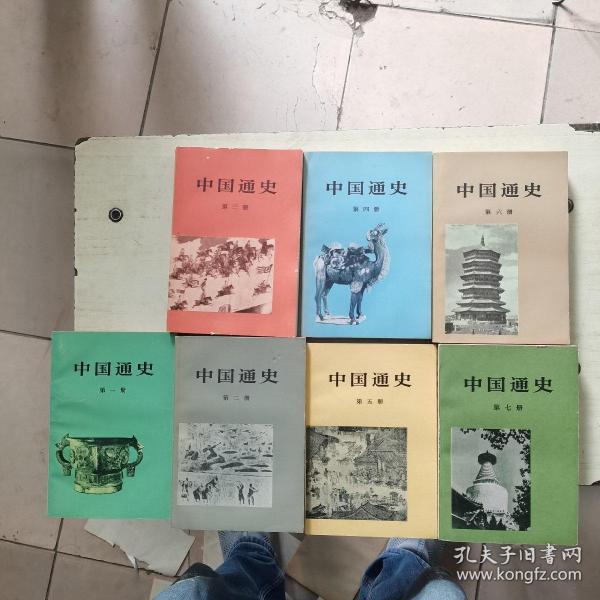 中国通史
第三册
中国通史
第四册
中国通史
第六册
中国通史
第一册
中国通史
第二册
中国通史
第五册
中国通史
第七册
孔夫子旧书网
www.kongfz.com